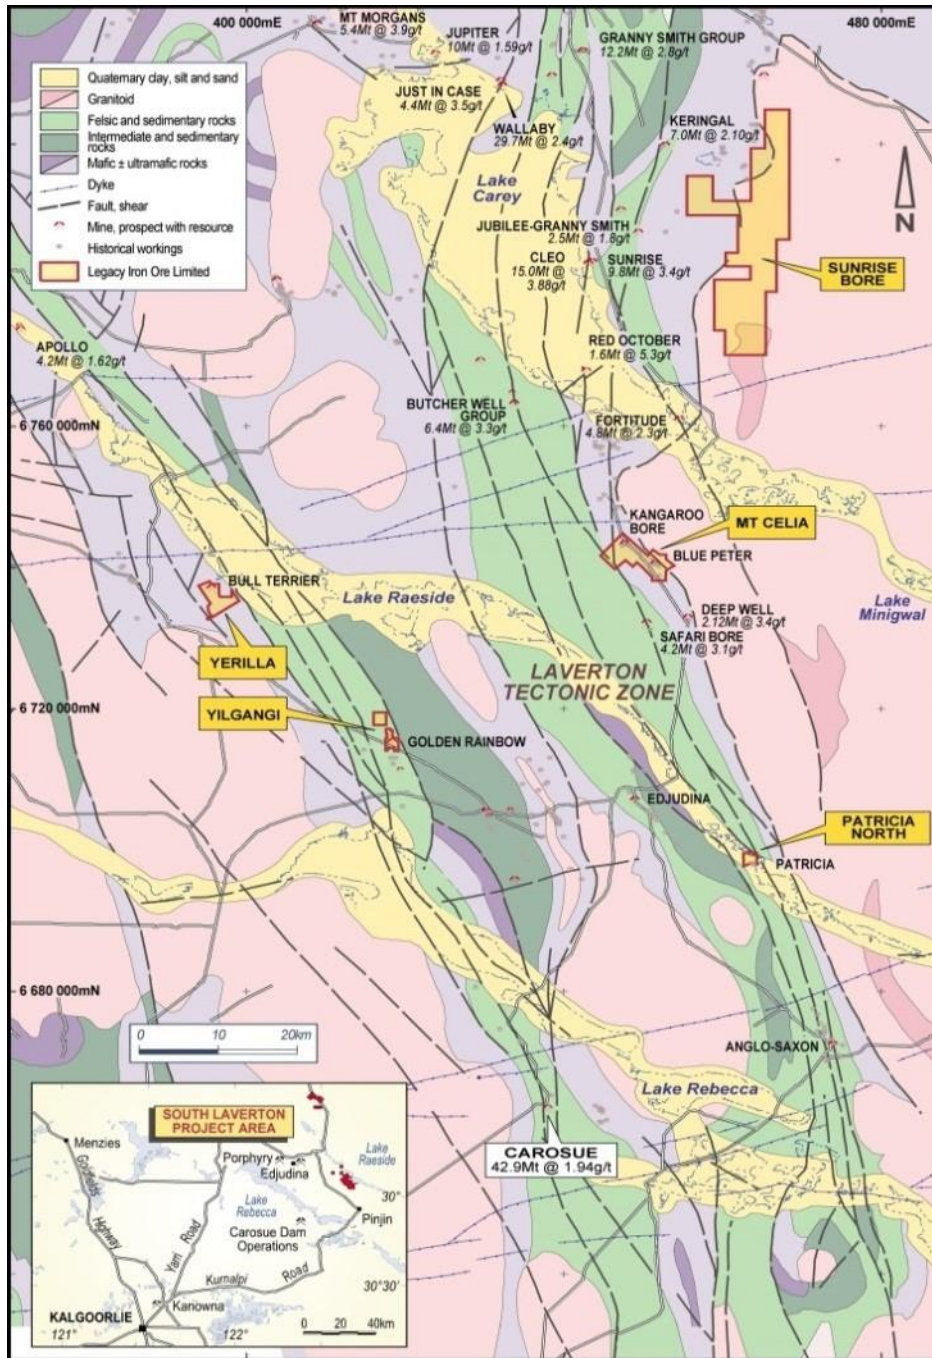 400 000mE
480 000mE
MT MORGANS
5.4Mt @ 3.9g/t
JUPITER
10Mt @ 1.59g/t
GRANNY SMITH GROUP
12.2Mt @ 2.8g/t
Quaternary clay, silt and sand
Granitoid
Felsic and sedimentary rocks
Intermediate and sedimentary
rocks
Mafic ± ultramafic rocks
Dyke
Fault, shear
Mine, prospect with resource
Historical workings
Legacy Iron Ore Limited
JUST IN CASE
4.4Mt @ 3.5g/t
WALLABY
29.7Mt @ 2.4g/t
KERINGAL
7.0Mt @ 2.10g/t
Lake
Carey
N
JUBILEE-GRANNY SMITH
2.5Mt @ 1.8g/t
CLEO
15.0Mt @
3.88g/t
SUNRISE
9.8Mt @ 3.4g/t
SUNRISE
BORE
APOLLO
4.2Mt @ 1.62g/t
RED OCTOBER
1.6Mt @ 5.3g/t
BUTCHER WELL
GROUP
6.4Mt @ 3.3g/t
FORTITUDE
4.8Mt @ 2.3g/t
6 760 000mN
KANGAROO
BORE
MT CELIA
BLUE PETER
BULL TERRIER
Lake Raeside
Lake
Minigwal
DEEP WELL
2.12Mt @ 3.4g/t
SAFARI BORE
4.2Mt @ 3.1g/t
YERILLA
LAVERTON
TECTONIC ZONE
6 720 000mN
YILGANGI
GOLDEN RAINBOW
EDJUDINA
PATRICIA
NORTH
PATRICIA
6 680 000mN
0 10 20km
ANGLO-SAXON
Lake Rebecca
CAROSUE
42.9Mt @ 1.94g/t
SOUTH LAVERTON
PROJECT AREA
Menzies
Goldfields
Highway
Porphyry
Edjudina
Lake
Raeside
Lake
Rebecca
30°
Pinjin
Carosue Dam
Operations
Yarri Road
Kurnalpi Road
30°30'
Kanowna
KALGOORLIE
121°
122°
0 20 40km